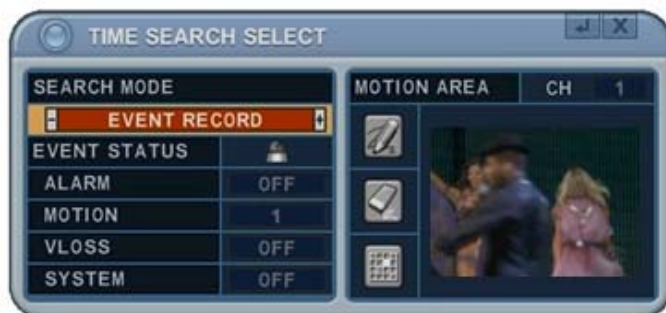 TIME SEARCH SELECT
SEARCH MODE
EVENT RECORD
EVENT STATUS
ALARM OFF
MOTION 1
VLOSS OFF
SYSTEM OFF
MOTION AREA CH 1